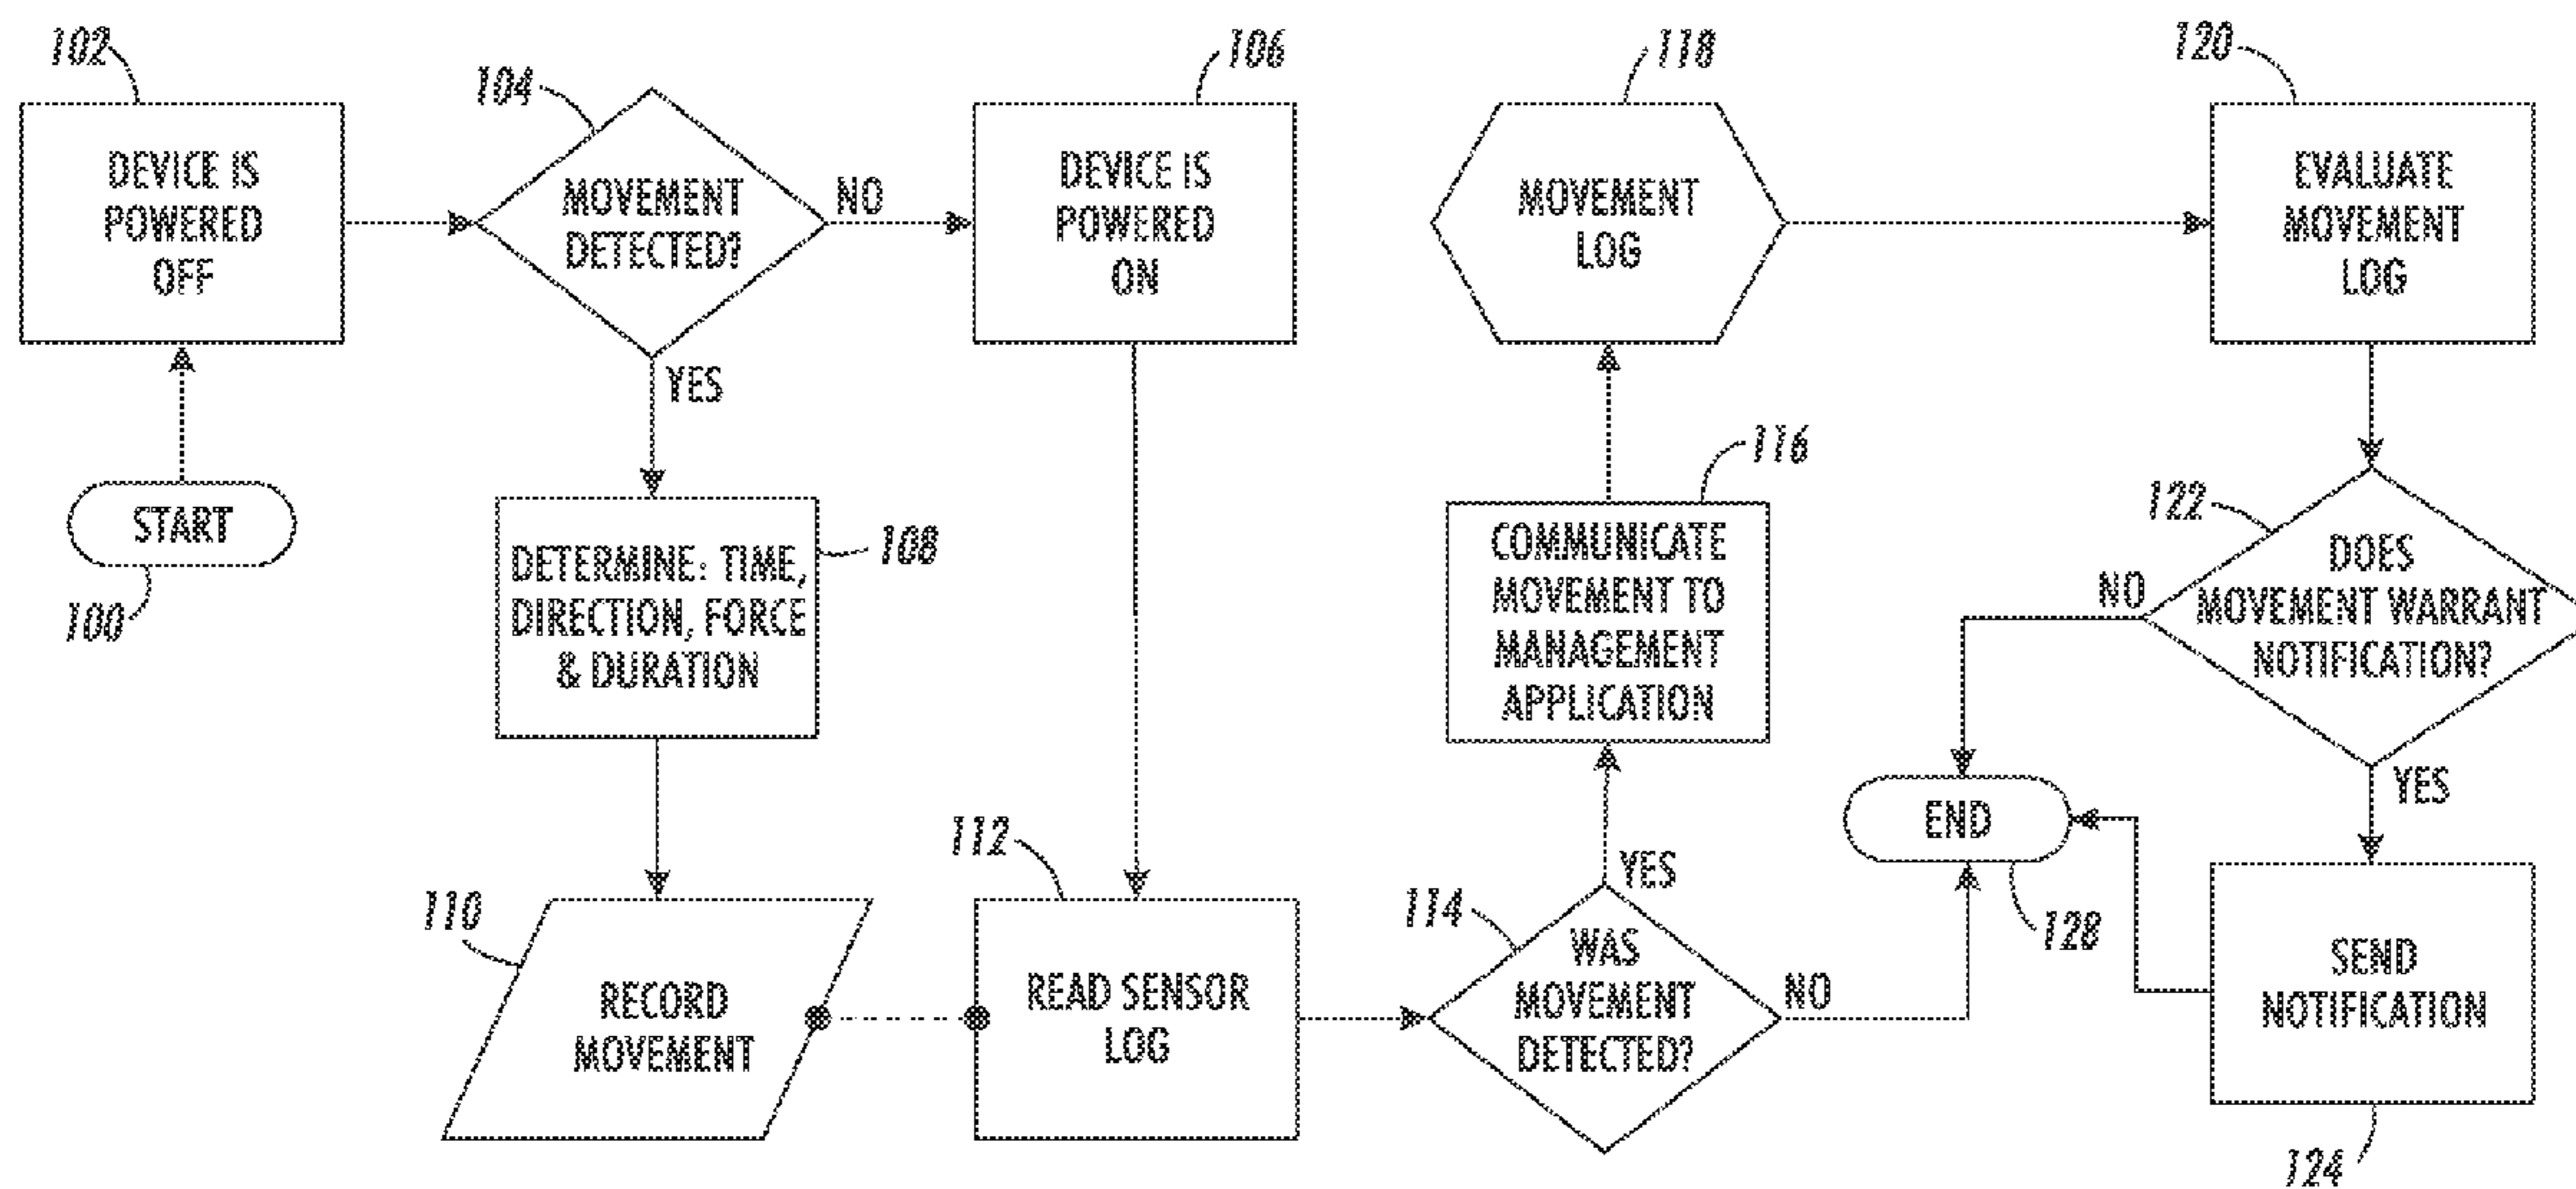 102
DEVICE IS
POWERED
OFF
START
100
104
MOVEMENT
DETECTED?
NO
YES
106
DEVICE IS
POWERED
ON
DETERMINE: TIME,
DIRECTION, FORCE
& DURATION
108
110
RECORD
MOVEMENT
112
READ SENSOR
LOG
114
WAS
MOVEMENT
DETECTED?
YES
NO
116
COMMUNICATE
MOVEMENT TO
MANAGEMENT
APPLICATION
118
MOVEMENT
LOG
120
EVALUATE
MOVEMENT
LOG
122
DOES
MOVEMENT WARRANT
NOTIFICATION?
NO
YES
END
128
SEND
NOTIFICATION
124